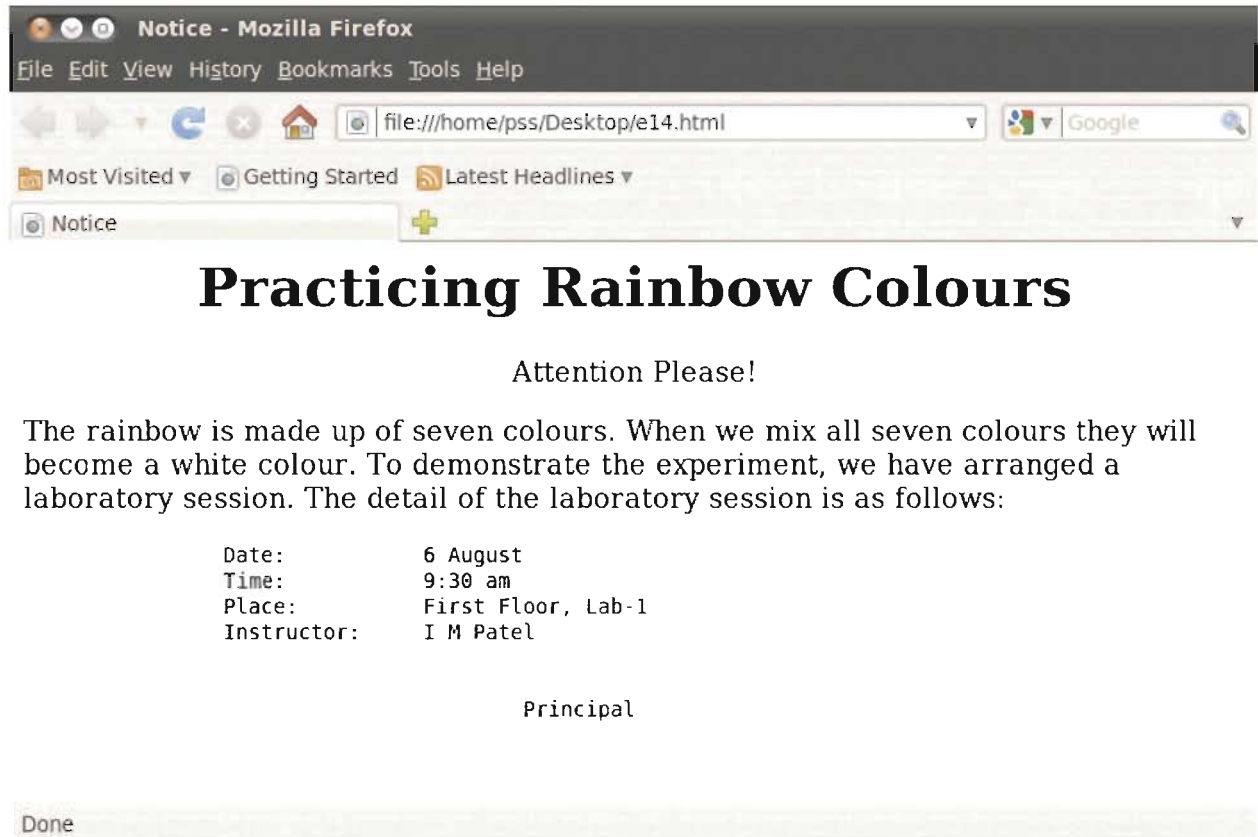 Notice - Mozilla Firefox
File Edit View History Bookmarks Tools Help
file:///home/pss/Desktop/e14.html Google
Most Visited Getting Started Latest Headlines
Notice
Practicing Rainbow Colours
Attention Please!
The rainbow is made up of seven colours. When we mix all seven colours they will
become a white colour. To demonstrate the experiment, we have arranged a
laboratory session. The detail of the laboratory session is as follows:
Date: 6 August
Time: 9:30 am
Place: First Floor, Lab-1
Instructor: I M Patel
Principal
Done